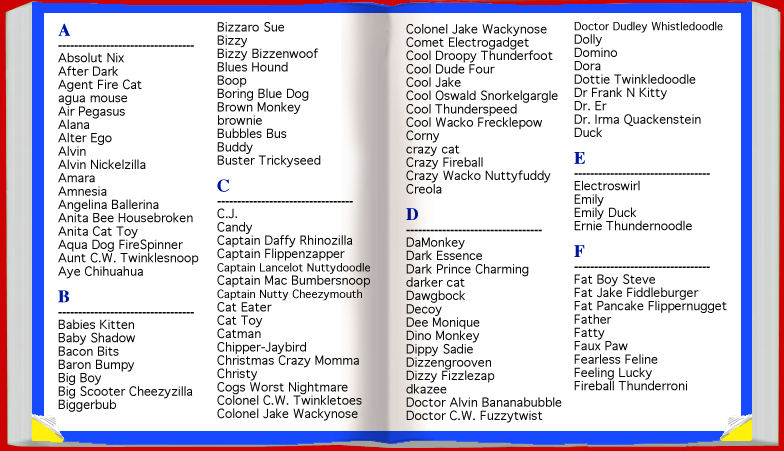 A
Absolut Nix
After Dark
Agent Fire Cat
agua mouse
Air Pegasus
Alana
Alter Ego
Alvin
Alvin Nickelzilla
Amara
Amnesia
Angelina Ballerina
Anita Bee Housebroken
Anita Cat Toy
Aqua Dog FireSpinner
Aunt C.W. Twinklesnoop
Aye Chihuahua
B
Babies Kitten
Baby Shadow
Bacon Bits
Baron Bumpy
Big Boy
Big Scooter Cheezyzilla
Biggerbub
Bizzaro Sue
Bizzy
Bizzy Bizzenwoof
Blues Hound
Boop
Boring Blue Dog
Brown Monkey
brownie
Bubbles Bus
Buddy
Buster Trickyseed
C
C.J.
Candy
Captain Daffy Rhinozilla
Captain Flippenzapper
Captain Lancelot Nuttydoodle
Captain Mac Bumbersnoop
Captain Nutty Cheezymouth
Cat Eater
Cat Toy
Catman
Chipper-Jaybird
Christmas Crazy Momma
Christy
Cogs Worst Nightmare
Colonel C.W. Twinkletoes
Colonel Jake Wackynose
Colonel Jake Wackynose
Comet Electrogadget
Cool Droopy Thunderfoot
Cool Dude Four
Cool Jake
Cool Oswald Snorkelgargle
Cool Thunderspeed
Cool Wacko Frecklepow
Corny
crazy cat
Crazy Fireball
Crazy Wacko Nuttyfuddy
Creola
D
DaMonkey
Dark Essence
Dark Prince Charming
darker cat
Dawgbock
Decoy
Dee Monique
Dino Monkey
Dippy Sadie
Dizzengrooven
Dizzy Fizzlezap
dkazee
Doctor Alvin Bananabubble
Doctor C.W. Fuzzytwist
Doctor Dudley Whistledoodle
Dolly
Domino
Dora
Dottie Twinkledoodle
Dr Frank N Kitty
Dr. Er
Dr. Irma Quackenstein
Duck
E
Electroswirl
Emily
Emily Duck
Ernie Thundernoodle
F
Fat Boy Steve
Fat Jake Fiddleburger
Fat Pancake Flippernugget
Father
Fatty
Faux Paw
Fearless Feline
Feeling Lucky
Fireball Thunderroni